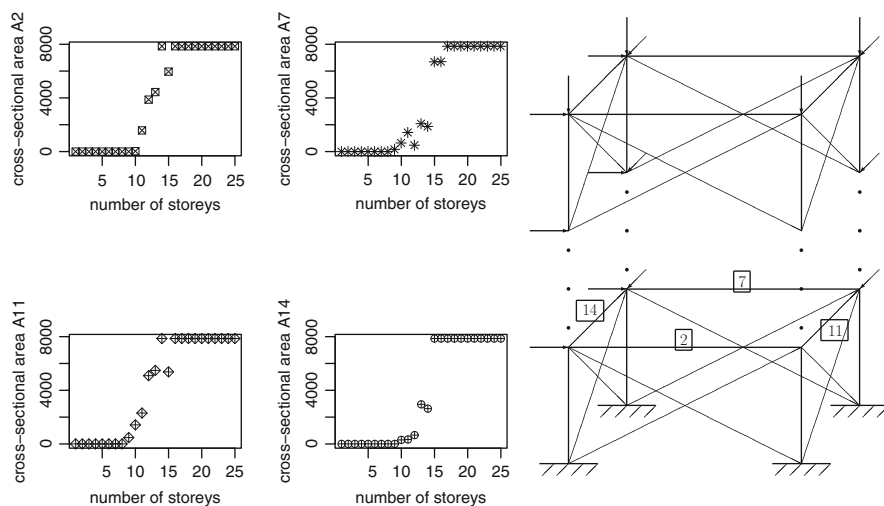 cross−sectional area A2
8000
4000
0
5 10 15 20 25
number of storeys
cross−sectional area A7
8000
4000
0
5 10 15 20 25
number of storeys
cross−sectional area A11
8000
4000
0
5 10 15 20 25
number of storeys
cross−sectional area A14
8000
4000
0
5 10 15 20 25
number of storeys
7
14
11
2